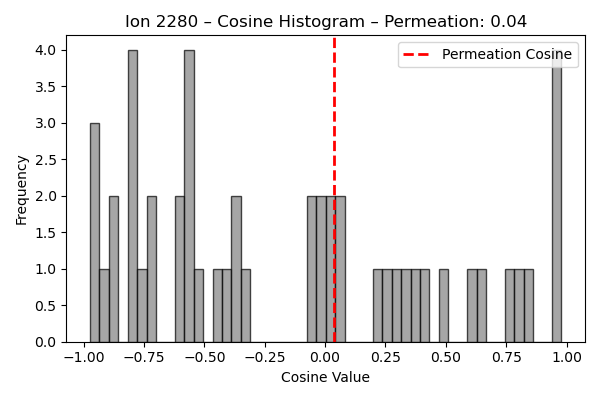 Ion 2280 – Cosine Histogram – Permeation: 0.04
Permeation Cosine
Frequency
4.0
3.5
3.0
2.5
2.0
1.5
1.0
0.5
0.0
−1.00 −0.75 −0.50 −0.25 0.00 0.25 0.50 0.75 1.00
Cosine Value